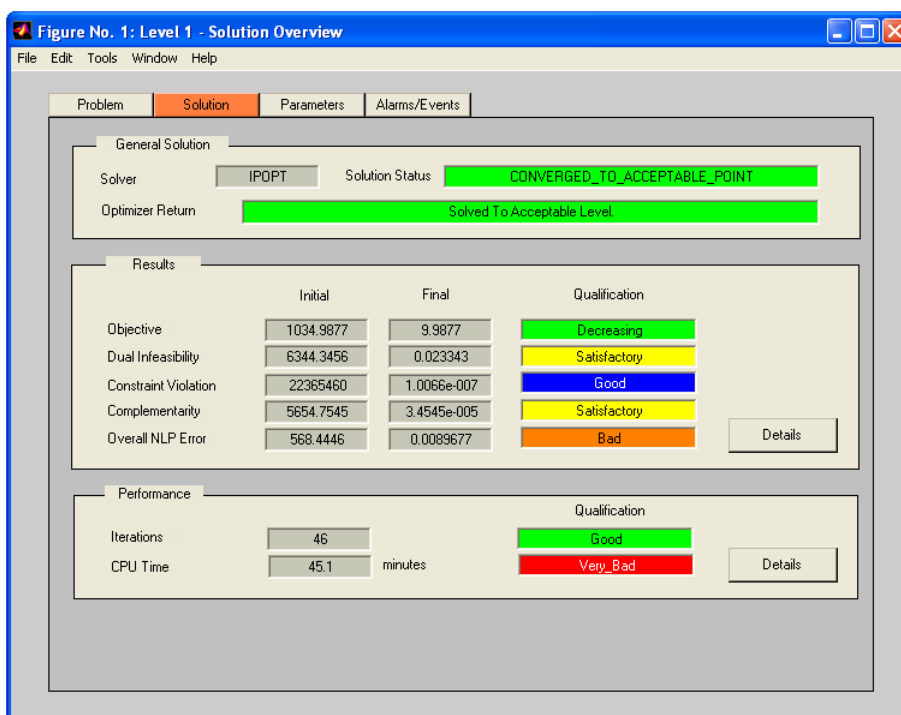 Figure No. 1: Level 1 - Solution Overview
File Edit Tools Window Help
Problem Solution Parameters Alarms/Events
General Solution
Solver IPOPT Solution Status CONVERGED_TO_ACCEPTABLE_POINT
Optimizer Return Solved To Acceptable Level.
Results
Initial Final Qualification
Objective 1034.9877 9.9877 Decreasing
Dual Infeasibility 6344.3456 0.023343 Satisfactory
Constraint Violation 22365460 1.0066e-007 Good
Complementarity 5654.7545 3.4545e-005 Satisfactory
Overall NLP Error 568.4446 0.0089677 Bad Details
Performance
Qualification
Iterations 46 Good
CPU Time 45.1 minutes Very_Bad Details